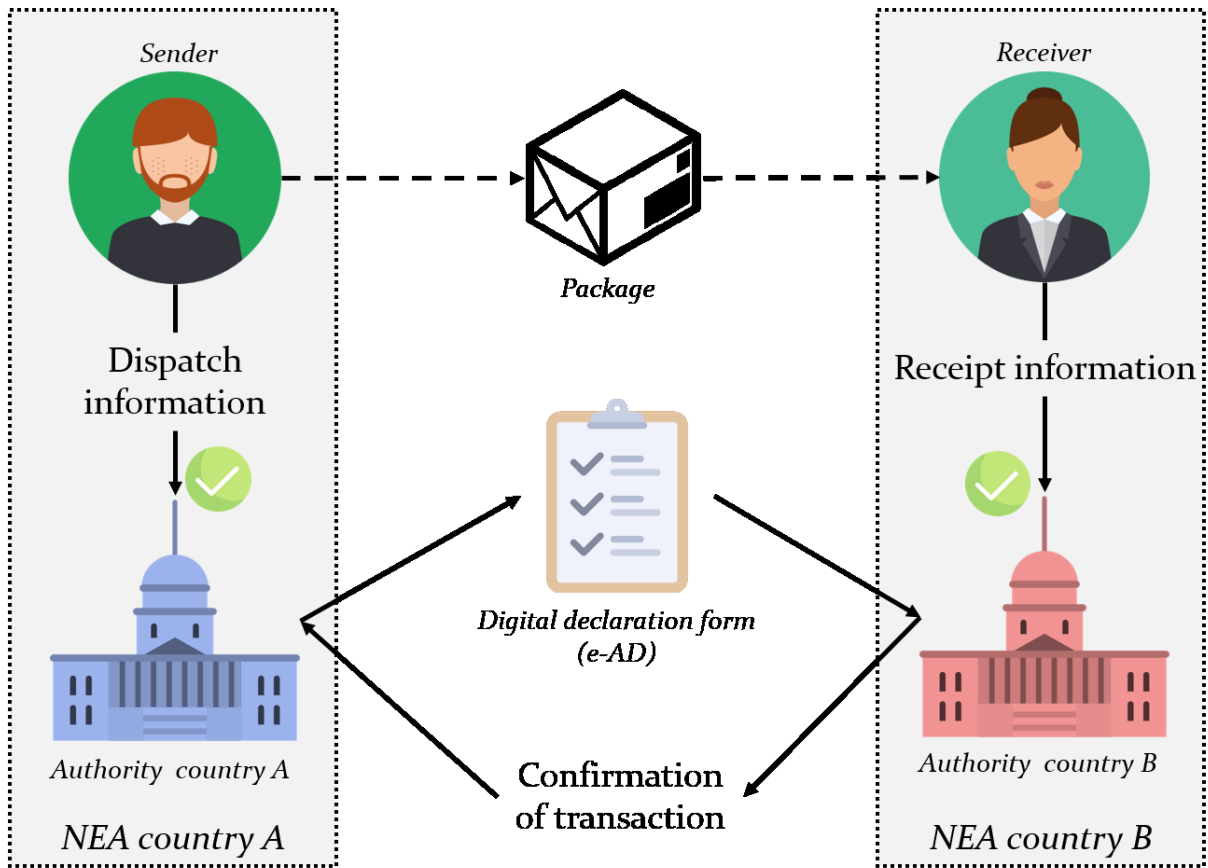 Sender
Receiver
Package
Dispatch
information
Receipt information
Digital declaration form
(e-AD)
Authority country A
Authority country B
Confirmation
of transaction
NEA country A
NEA country B